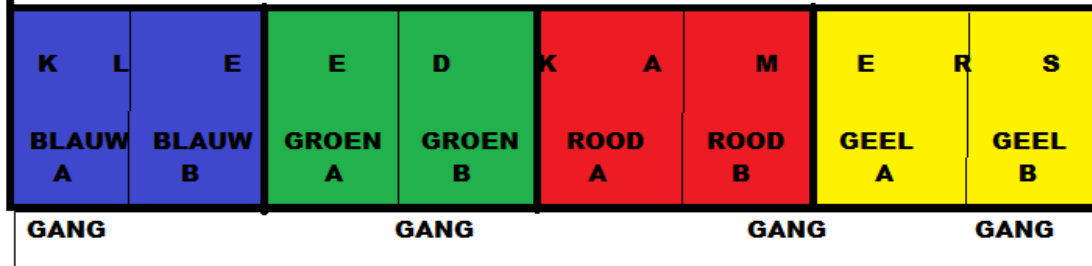 K L E E D K A M E R S
BLAUW A BLAUW B GROEN A GROEN B ROOD A ROOD B GEEL A GEEL B
GANG GANG GANG GANG